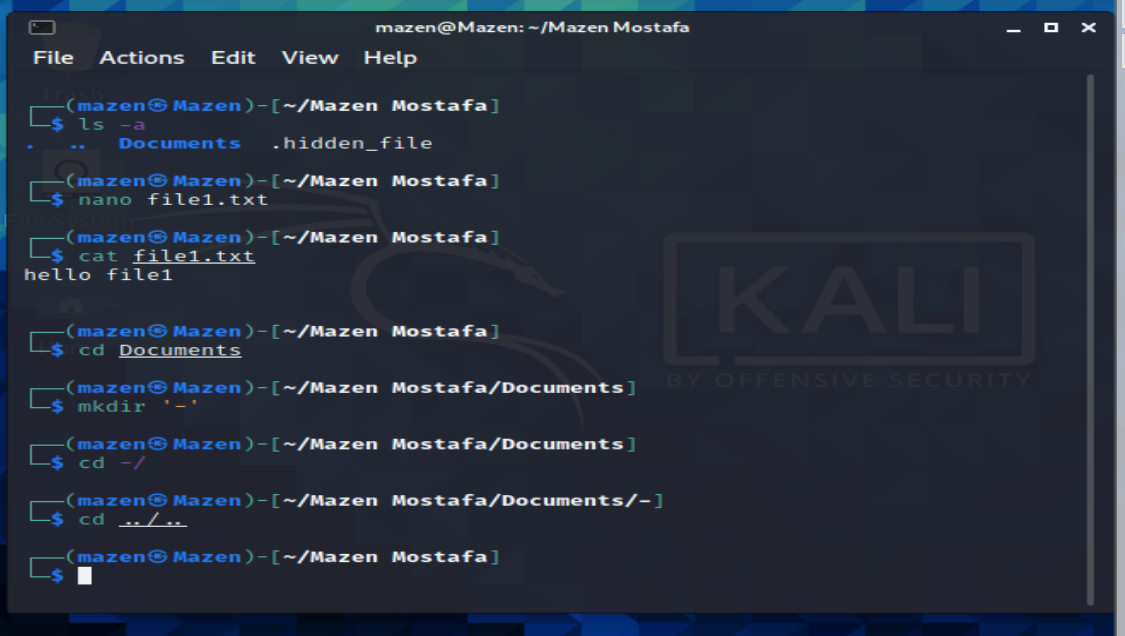 mazen@Mazen: ~/Mazen Mostafa
File Actions Edit View Help
Trash
┌──(mazen㉿Mazen)-[~/Mazen Mostafa]
└─$ ls -a
. .. Documents .hidden_file
┌──(mazen㉿Mazen)-[~/Mazen Mostafa]
└─$ nano file1.txt
File System
┌──(mazen㉿Mazen)-[~/Mazen Mostafa]
└─$ cat file1.txt
hello file1
┌──(mazen㉿Mazen)-[~/Mazen Mostafa]
└─$ cd Documents
┌──(mazen㉿Mazen)-[~/Mazen Mostafa/Documents]
└─$ mkdir '-'
┌──(mazen㉿Mazen)-[~/Mazen Mostafa/Documents]
└─$ cd -/
┌──(mazen㉿Mazen)-[~/Mazen Mostafa/Documents/-]
└─$ cd ../..
┌──(mazen㉿Mazen)-[~/Mazen Mostafa]
└─$
KALI
BY OFFENSIVE SECURITY